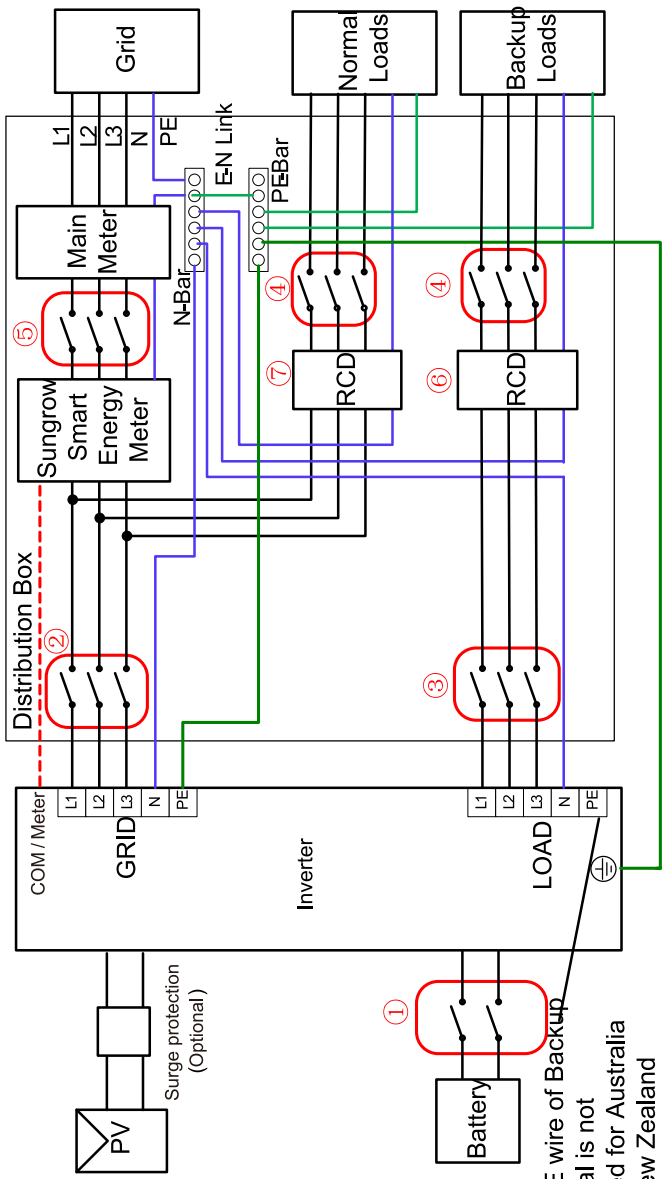 Grid
Normal
Loads
Backup
Loads
L1
L2
L3
N
PE
E-N Link
PE-Bar
N-Bar
Main
Meter
⑤
④
④
Sungrow
Smart
Energy
Meter
⑦
RCD
⑥
RCD
Distribution Box
②
③
COM / Meter
L1
L2
L3
N
PE
GRID
Inverter
L1
L2
L3
N
PE
LOAD
Surge protection
(Optional)
PV
①
Battery
wire of Backup
is not
for Australia
Zealand